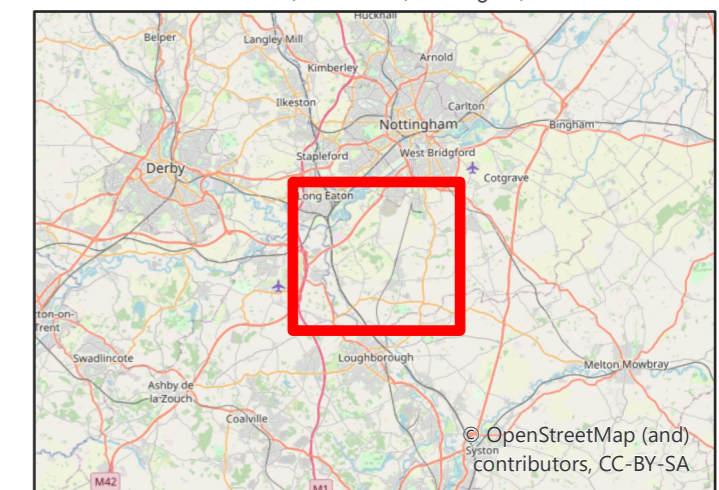 Hucknall
Belper
Langley Mill
Arnold
Kimberley
Ilkeston
Carlton
Nottingham
Bingham
Stapleford
West Bridgford
Derby
Cotgrave
Long Eaton
ton-on-
Trent
Swadlincote
Loughborough
Melton Mowbray
Ashby de
la-Zouch
Coalville
© OpenStreetMap (and)
Syston
contributors, CC-BY-SA
M42
M1